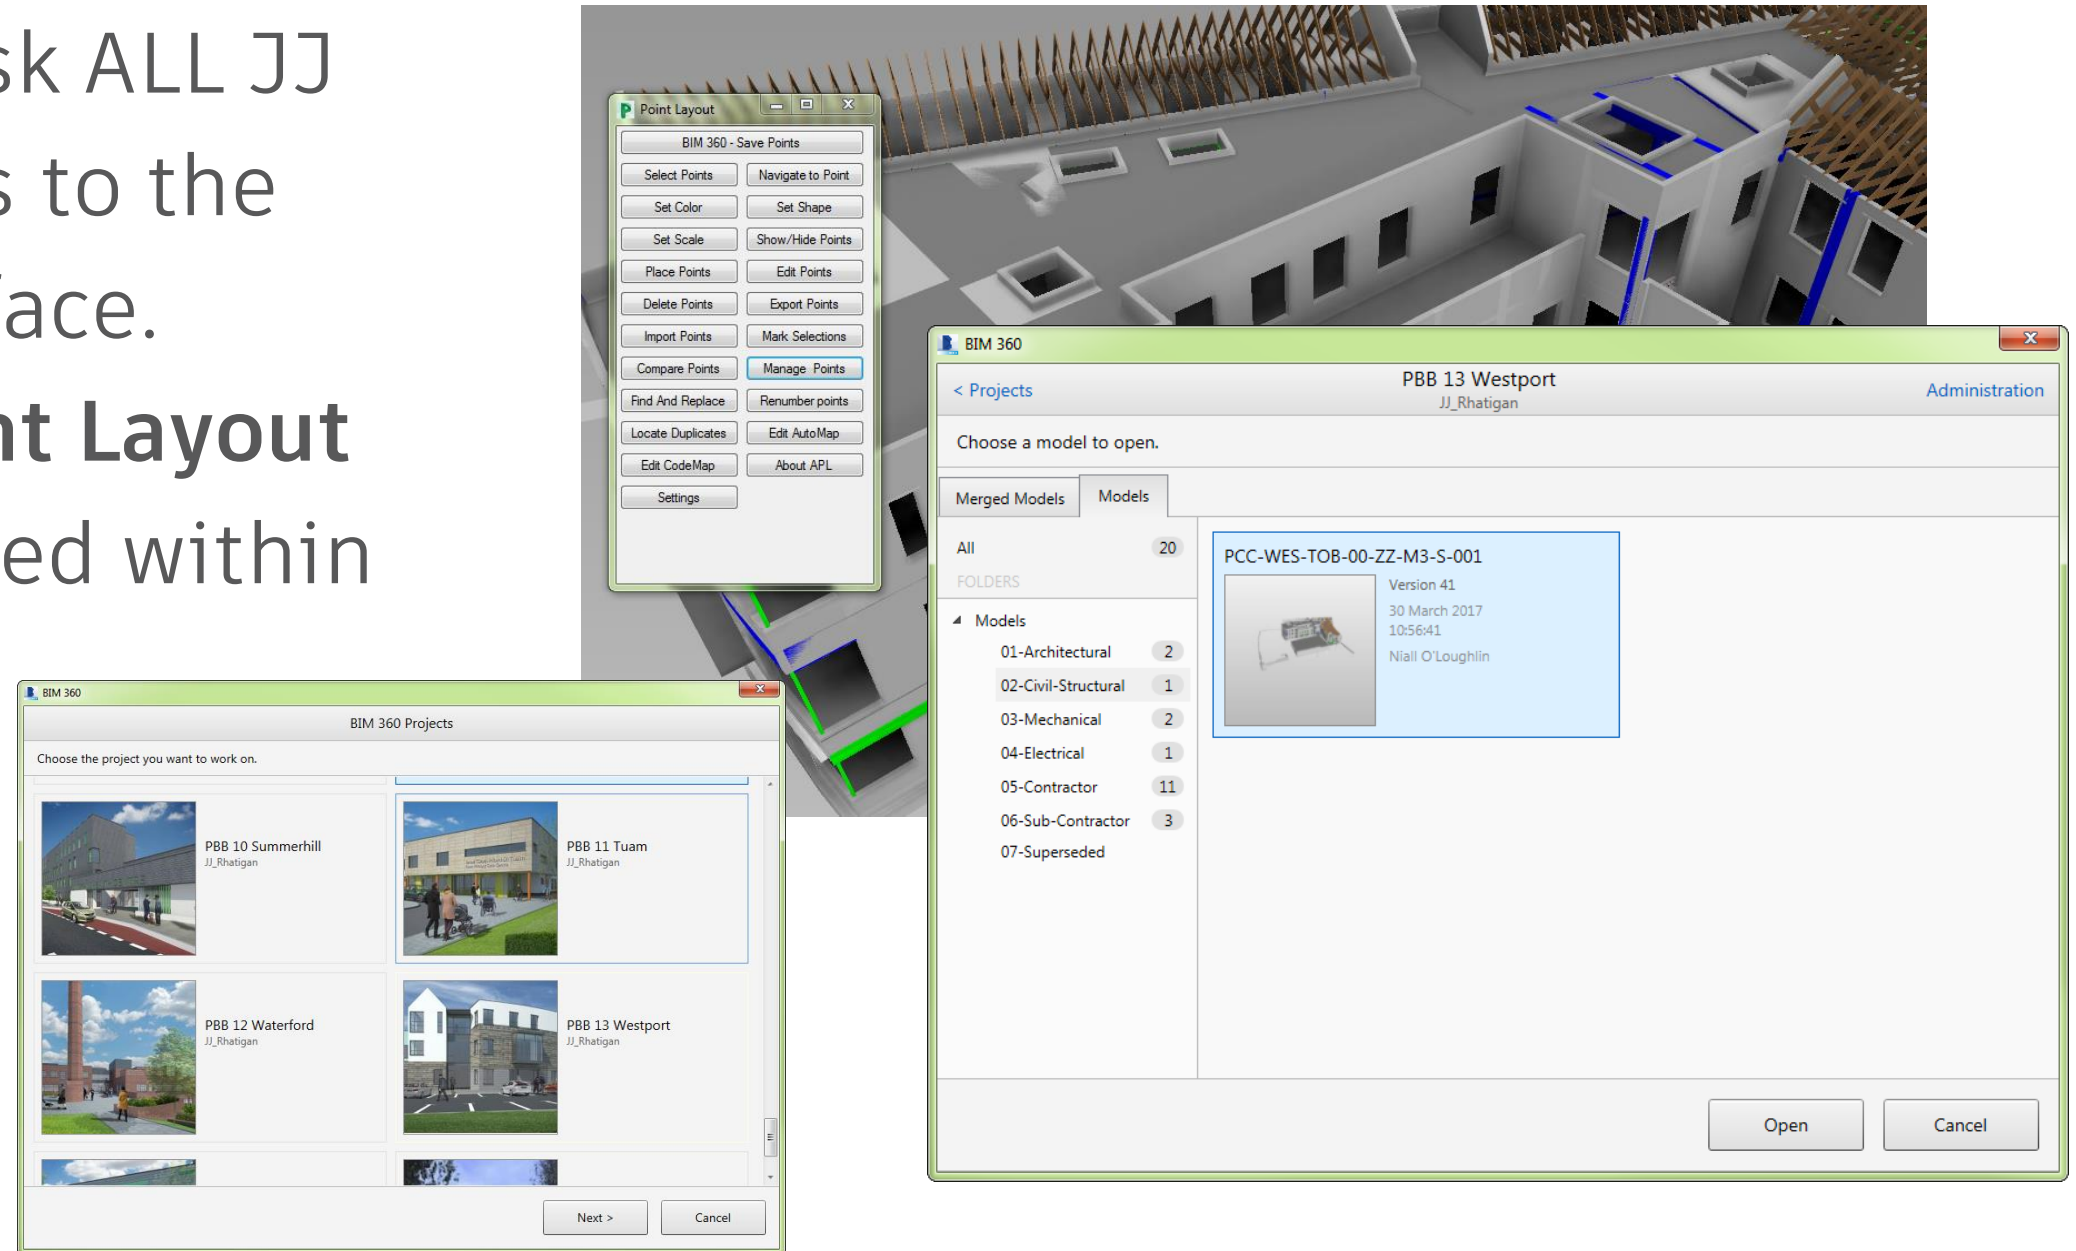 sk ALL JJ
s to the
face.
nt Layout
ed within
Point Layout
BIM 360 - Save Points
Select Points
Navigate to Point
Set Color
Set Shape
Set Scale
Show/Hide Points
Place Points
Edit Points
Delete Points
Export Points
Import Points
Mark Selections
Compare Points
Manage Points
Find And Replace
Renumber points
Locate Duplicates
Edit AutoMap
Edit CodeMap
About APL
Settings
BIM 360
< Projects
PBB 13 Westport
JJ_Rhatigan
Administration
Choose a model to open.
Merged Models
Models
All 20
FOLDERS
Models
01-Architectural 2
02-Civil-Structural 1
03-Mechanical 2
04-Electrical 1
05-Contractor 11
06-Sub-Contractor 3
07-Superseded
PCC-WES-TOB-00-ZZ-M3-S-001
Version 41
30 March 2017
10:56:41
Niall O'Loughlin
Open
Cancel
BIM 360
BIM 360 Projects
Choose the project you want to work on.
PBB 10 Summerhill
JJ_Rhatigan
PBB 11 Tuam
JJ_Rhatigan
PBB 12 Waterford
JJ_Rhatigan
PBB 13 Westport
JJ_Rhatigan
Next >
Cancel